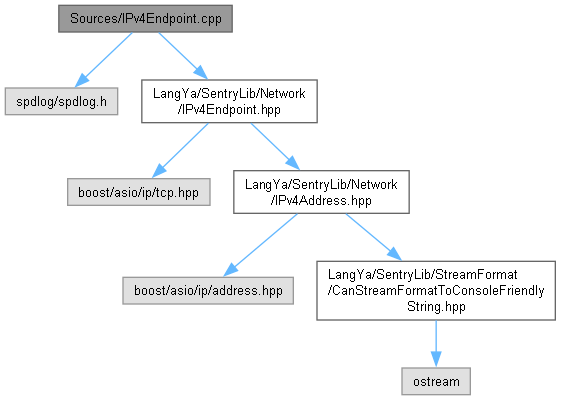 Sources/IPv4Endpoint.cpp
spdlog/spdlog.h
LangYa/SentryLib/Network
/IPv4Endpoint.hpp
boost/asio/ip/tcp.hpp
LangYa/SentryLib/Network
/IPv4Address.hpp
boost/asio/ip/address.hpp
LangYa/SentryLib/StreamFormat
/CanStreamFormatToConsoleFriendly
String.hpp
ostream